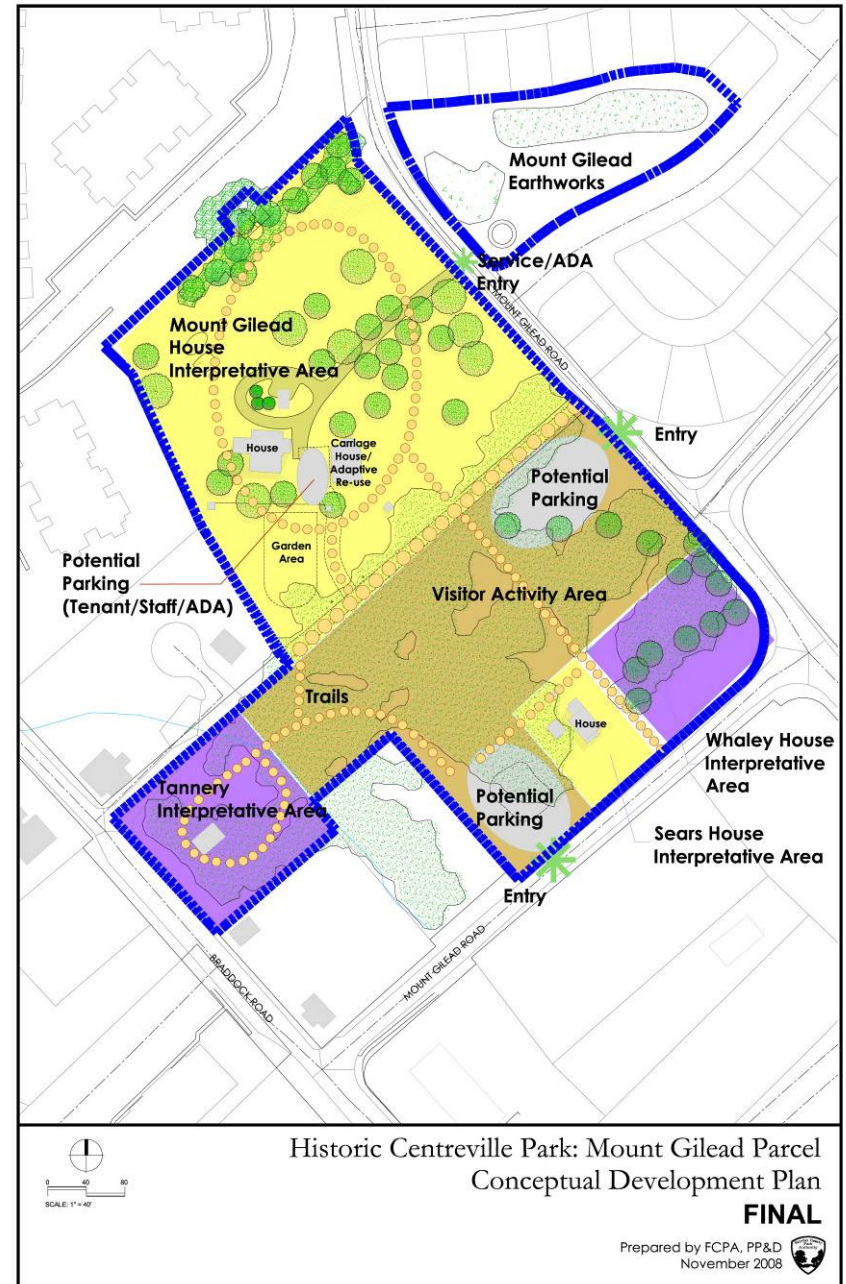 Mount Gilead
Earthworks
Service/ADA
Entry
MOUNT GILEAD ROAD
Mount Gilead
House
Interpretative Area
House
Carriage
House/
Adaptive
Re-use
Entry
Potential
Parking
Garden
Area
Potential
Parking
(Tenant/Staff/ADA)
Visitor Activity Area
Trails
House
Whaley House
Interpretative
Area
Tannery
Interpretative Area
Potential
Parking
Sears House
Interpretative Area
Entry
MOUNT GILEAD ROAD
BRADDOCK ROAD
0 40 80
SCALE: 1" = 40'
Historic Centreville Park: Mount Gilead Parcel
Conceptual Development Plan
FINAL
Prepared by FCPA, PP&D
November 2008